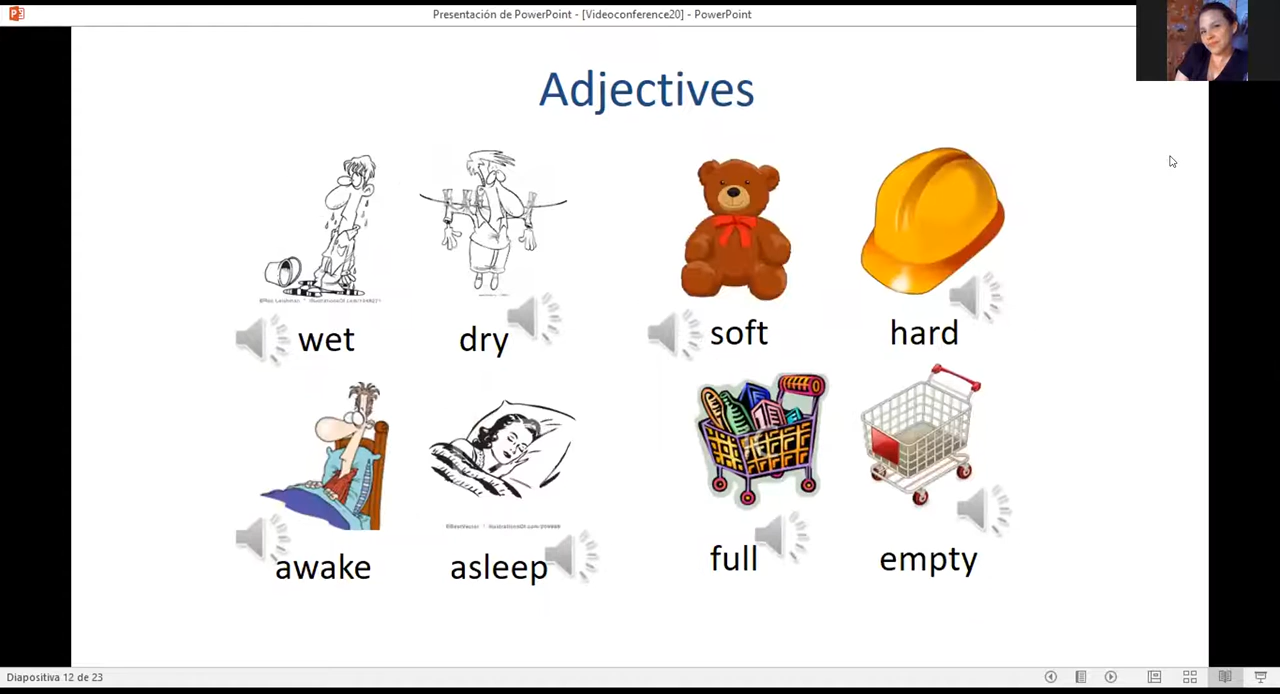 Presentación de PowerPoint - [Videoconference20] - PowerPoint
Adjectives
wet
dry
soft
hard
awake
asleep
full
empty
Diapositiva 12 de 23